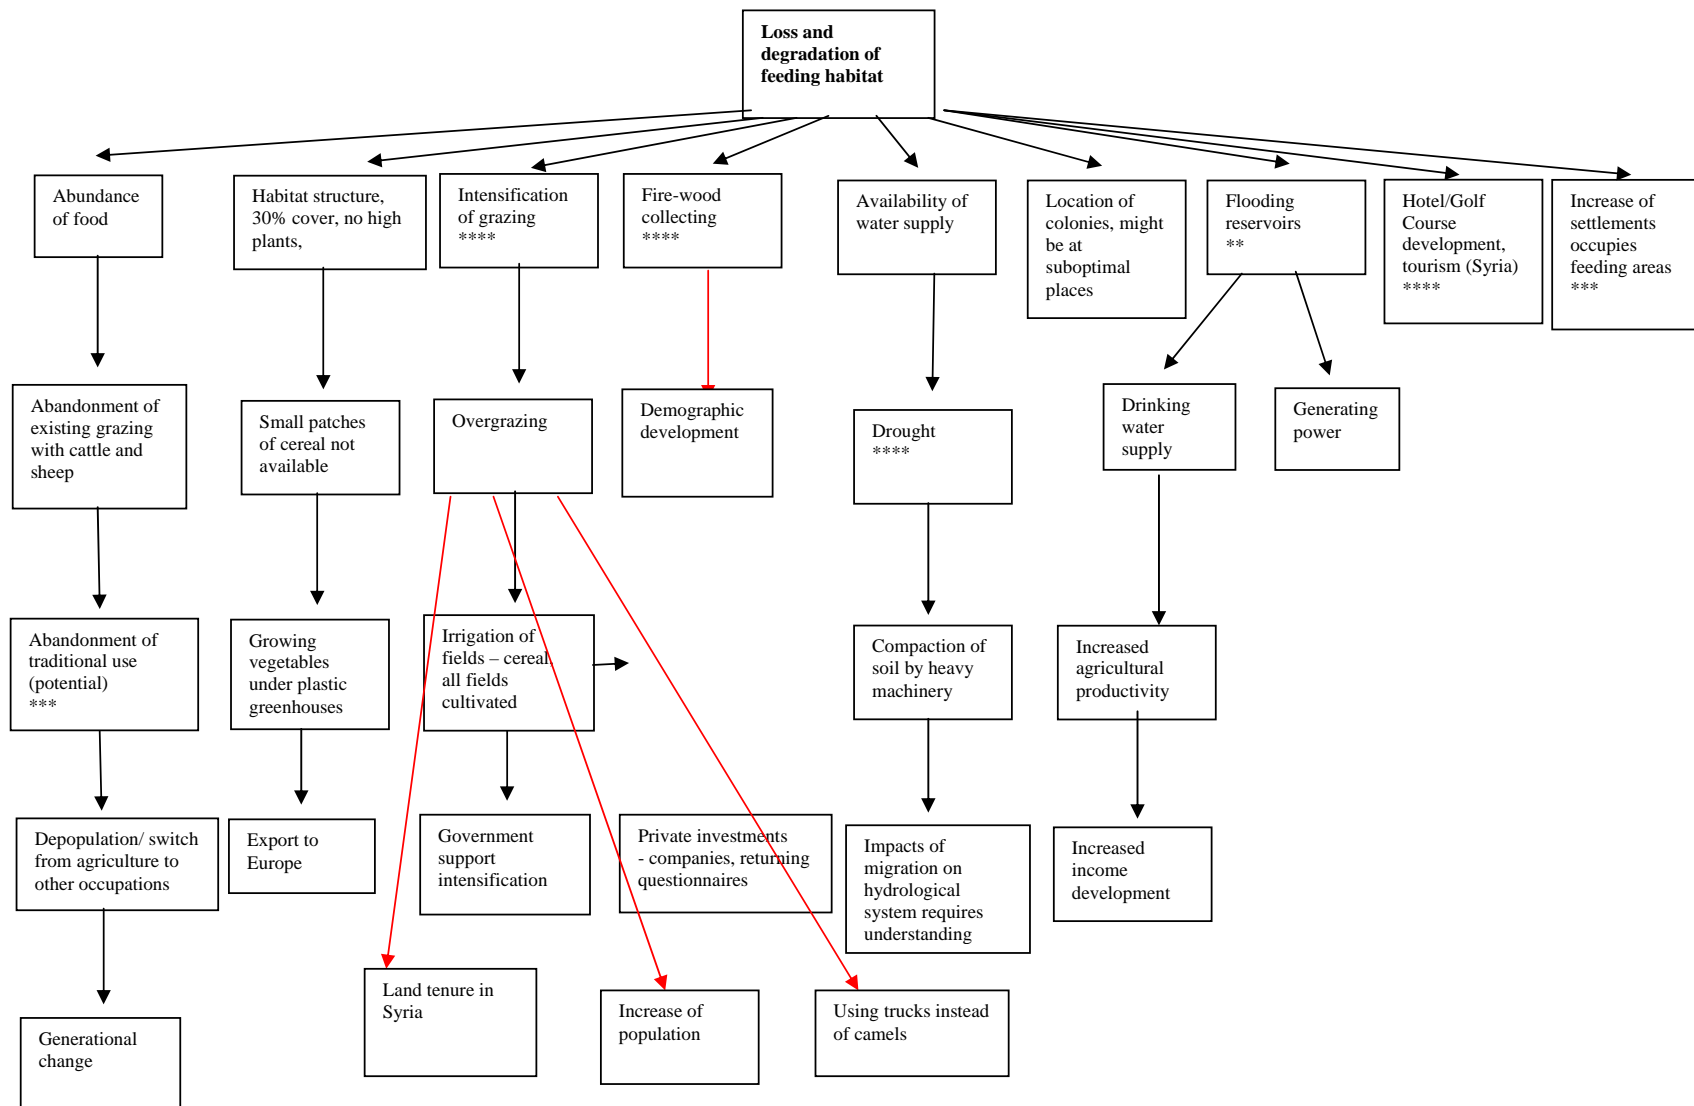 Loss and
degradation of
feeding habitat
Abundance
of food
Habitat structure,
30% cover, no high
plants,
Intensification
of grazing
****
Fire-wood
collecting
****
Availability of
water supply
Location of
colonies, might
be at
suboptimal
places
Flooding
reservoirs
**
Hotel/Golf
Course
development,
tourism (Syria)
****
Increase of
settlements
occupies
feeding areas
***
Abandonment of
existing grazing
with cattle and
sheep
Small patches
of cereal not
available
Overgrazing
Demographic
development
Drought
****
Drinking
water
supply
Generating
power
Abandonment of
traditional use
(potential)
***
Growing
vegetables
under plastic
greenhouses
Irrigation of
fields – cereal,
all fields
cultivated
Compaction of
soil by heavy
machinery
Increased
agricultural
productivity
Depopulation/ switch
from agriculture to
other occupations
Export to
Europe
Government
support
intensification
Private investments
- companies, returning
questionnaires
Impacts of
migration on
hydrological
system requires
understanding
Increased
income
development
Generational
change
Land tenure in
Syria
Increase of
population
Using trucks instead
of camels